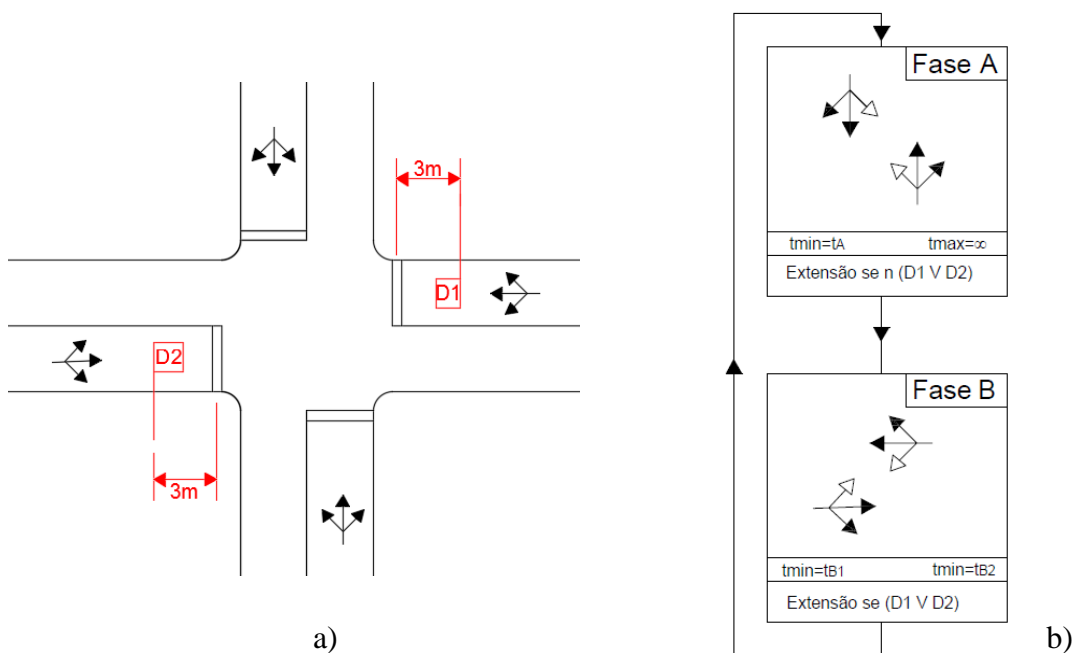 3m
D1
D2
3m
a)
Fase A
tmin=tA tmax=∞
Extensão se n (D1 V D2)
Fase B
tmin=tB1 tmin=tB2
Extensão se (D1 V D2)
b)